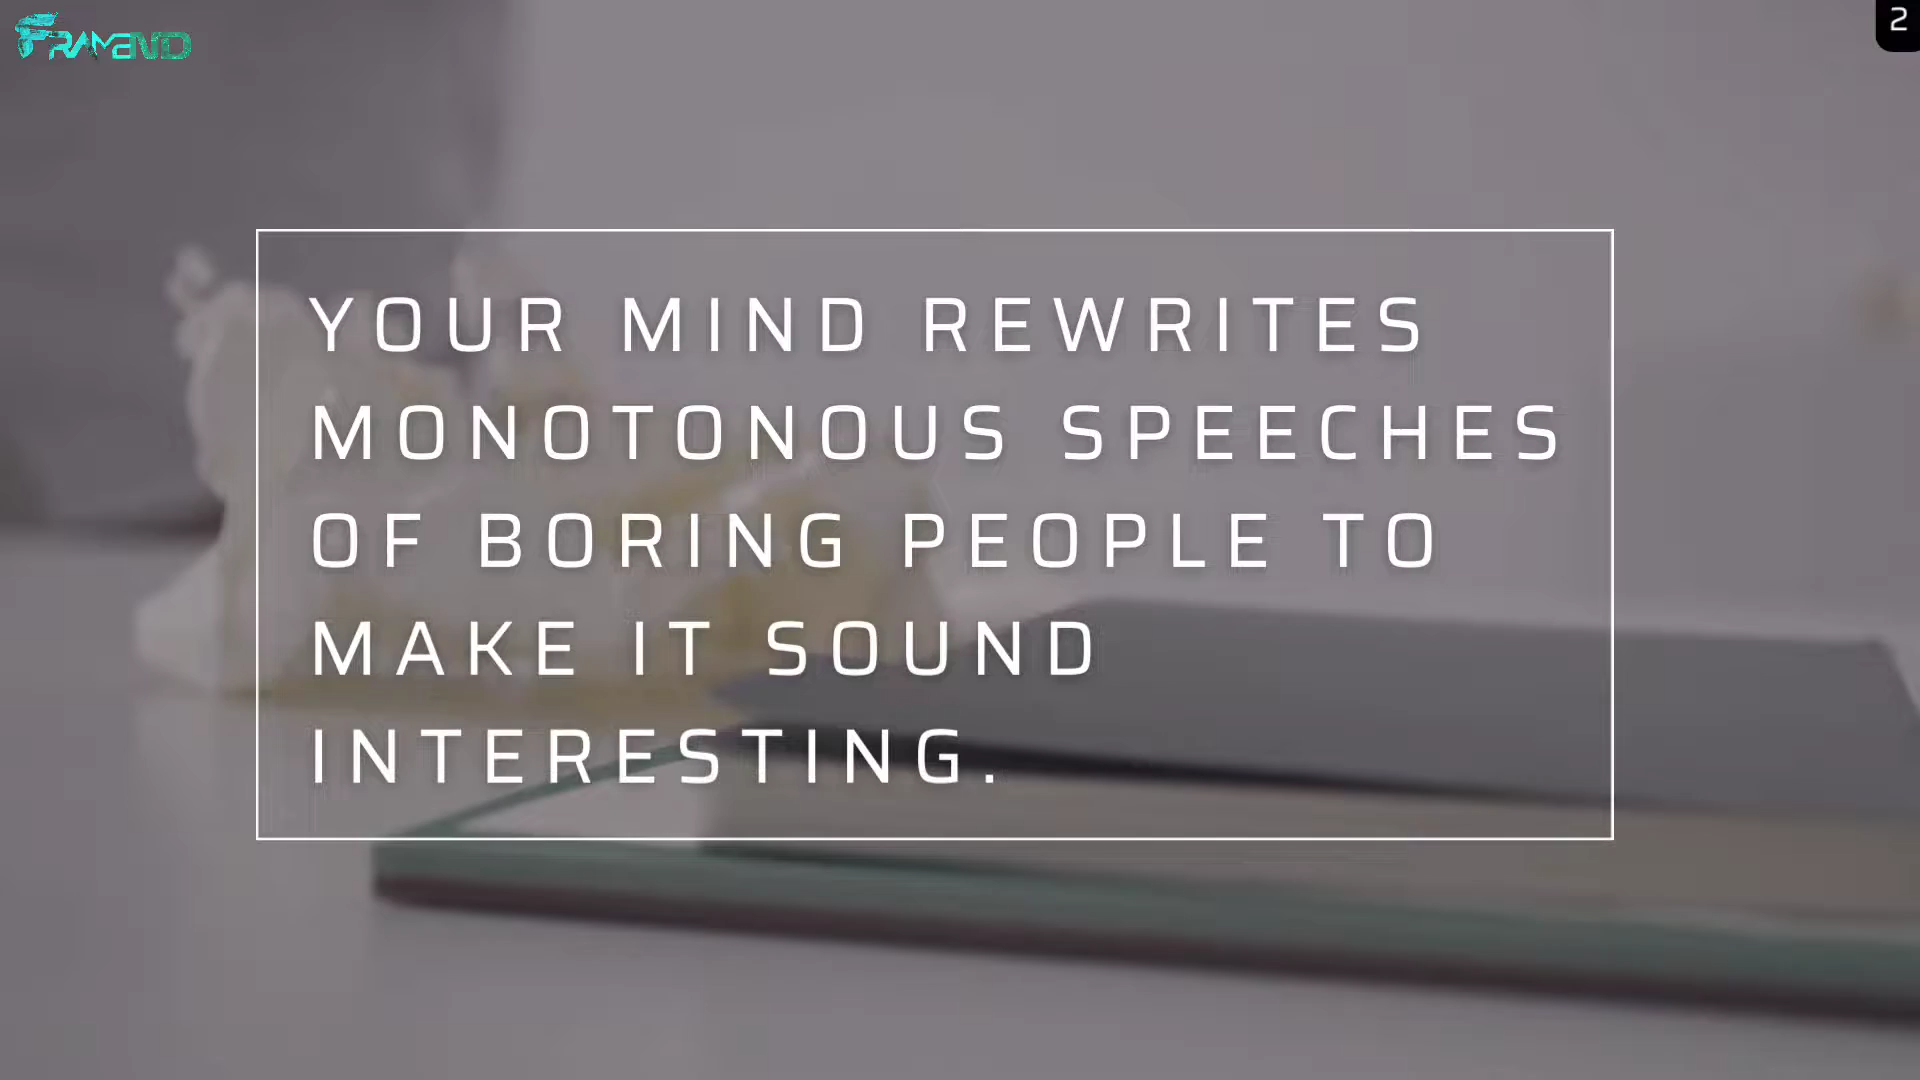 FRAMEND
2
YOUR MIND REWRITES
MONOTONOUS SPEECHES
OF BORING PEOPLE TO
MAKE IT SOUND
INTERESTING.